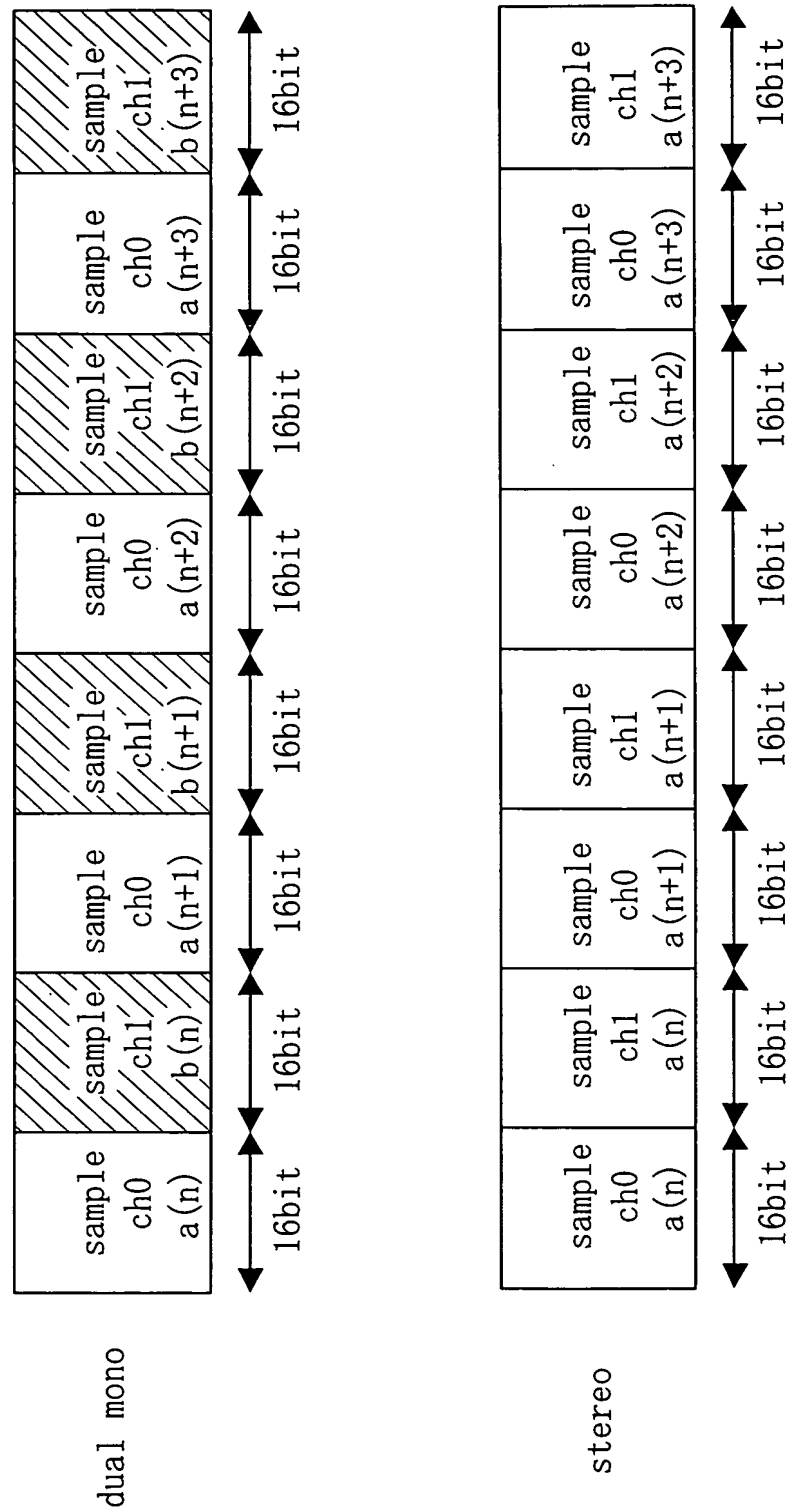 dual mono
sample
ch0
a(n)
sample
ch1
b(n)
sample
ch0
a(n+1)
sample
ch1
b(n+1)
sample
ch0
a(n+2)
sample
ch1
b(n+2)
sample
ch0
a(n+3)
sample
ch1
b(n+3)
16bit 16bit 16bit 16bit 16bit 16bit 16bit 16bit
stereo
sample
ch0
a(n)
sample
ch1
a(n)
sample
ch0
a(n+1)
sample
ch1
a(n+1)
sample
ch0
a(n+2)
sample
ch1
a(n+2)
sample
ch0
a(n+3)
sample
ch1
a(n+3)
16bit 16bit 16bit 16bit 16bit 16bit 16bit 16bit